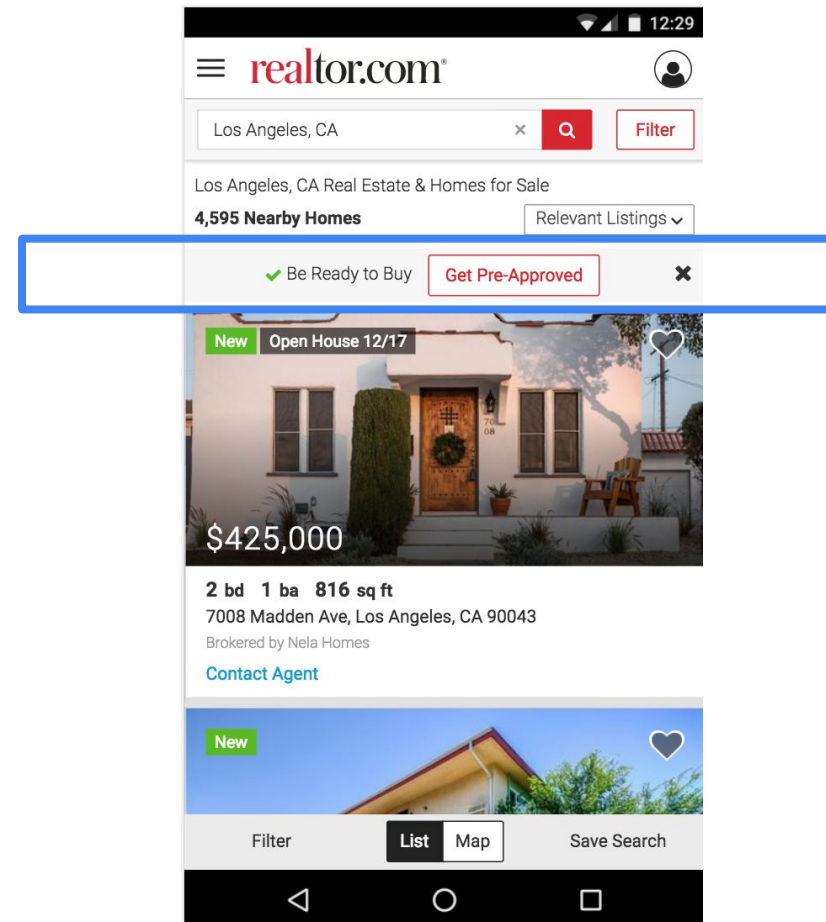 12:29
realtor.com®
Los Angeles, CA × Filter
Los Angeles, CA Real Estate & Homes for Sale
4,595 Nearby Homes Relevant Listings
Be Ready to Buy Get Pre-Approved
New Open House 12/17
70
08
$425,000
2 bd 1 ba 816 sq ft
7008 Madden Ave, Los Angeles, CA 90043
Brokered by Nela Homes
Contact Agent
New
Filter List Map Save Search